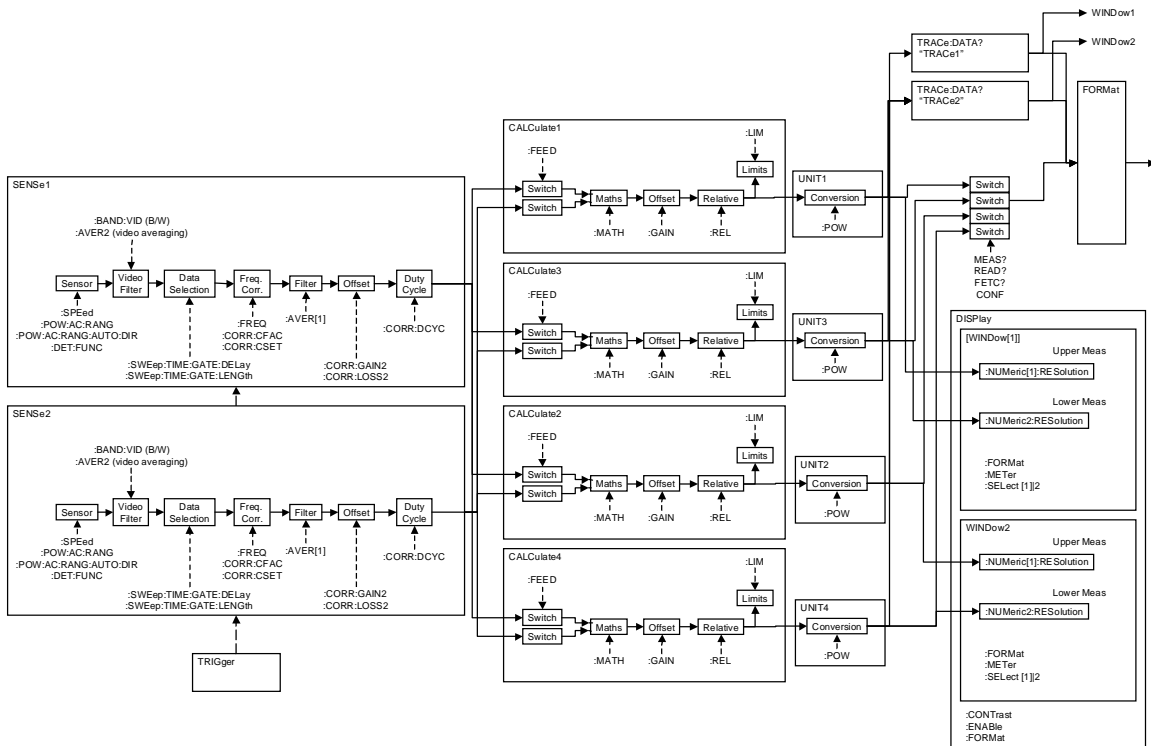 WINDow1
WINDow2
TRACe:DATA?
“TRACe1”
TRACe:DATA?
“TRACe2”
FORMat
SENSe1
:BAND:VID (B/W)
:AVER2 (video averaging)
Sensor
Video
Filter
Data
Selection
Freq.
Corr.
Filter
Offset
Duty
Cycle
:SPEed
:POW:AC:RANG
:POW:AC:RANG:AUTO:DIR
:DET:FUNC
:FREQ
:CORR:CFAC
:CORR:CSET
:AVER[1]
:CORR:DCYC
:SWEep:TIME:GATE:DELay
:SWEep:TIME:GATE:LENGth
:CORR:GAIN2
:CORR:LOSS2
SENSe2
:BAND:VID (B/W)
:AVER2 (video averaging)
Sensor
Video
Filter
Data
Selection
Freq.
Corr.
Filter
Offset
Duty
Cycle
:SPEed
:POW:AC:RANG
:POW:AC:RANG:AUTO:DIR
:DET:FUNC
:FREQ
:CORR:CFAC
:CORR:CSET
:AVER[1]
:CORR:DCYC
:SWEep:TIME:GATE:DELay
:SWEep:TIME:GATE:LENGth
:CORR:GAIN2
:CORR:LOSS2
TRIGger
CALCulate1
:FEED
:LIM
Limits
Switch
Switch
Maths
Offset
Relative
:MATH
:GAIN
:REL
UNIT1
Conversion
:POW
CALCulate3
:FEED
:LIM
Limits
Switch
Switch
Maths
Offset
Relative
:MATH
:GAIN
:REL
UNIT3
Conversion
:POW
CALCulate2
:FEED
:LIM
Limits
Switch
Switch
Maths
Offset
Relative
:MATH
:GAIN
:REL
UNIT2
Conversion
:POW
CALCulate4
:FEED
:LIM
Limits
Switch
Switch
Maths
Offset
Relative
:MATH
:GAIN
:REL
UNIT4
Conversion
:POW
Switch
Switch
Switch
Switch
MEAS?
READ?
FETC?
CONF
DISPlay
[WINDow[1]]
Upper Meas
:NUMeric[1]:RESolution
Lower Meas
:NUMeric2:RESolution
:FORMat
:METer
:SELect [1]|2
WINDow2
Upper Meas
:NUMeric[1]:RESolution
Lower Meas
:NUMeric2:RESolution
:FORMat
:METer
:SELect [1]|2
:CONTrast
:ENABle
:FORMat